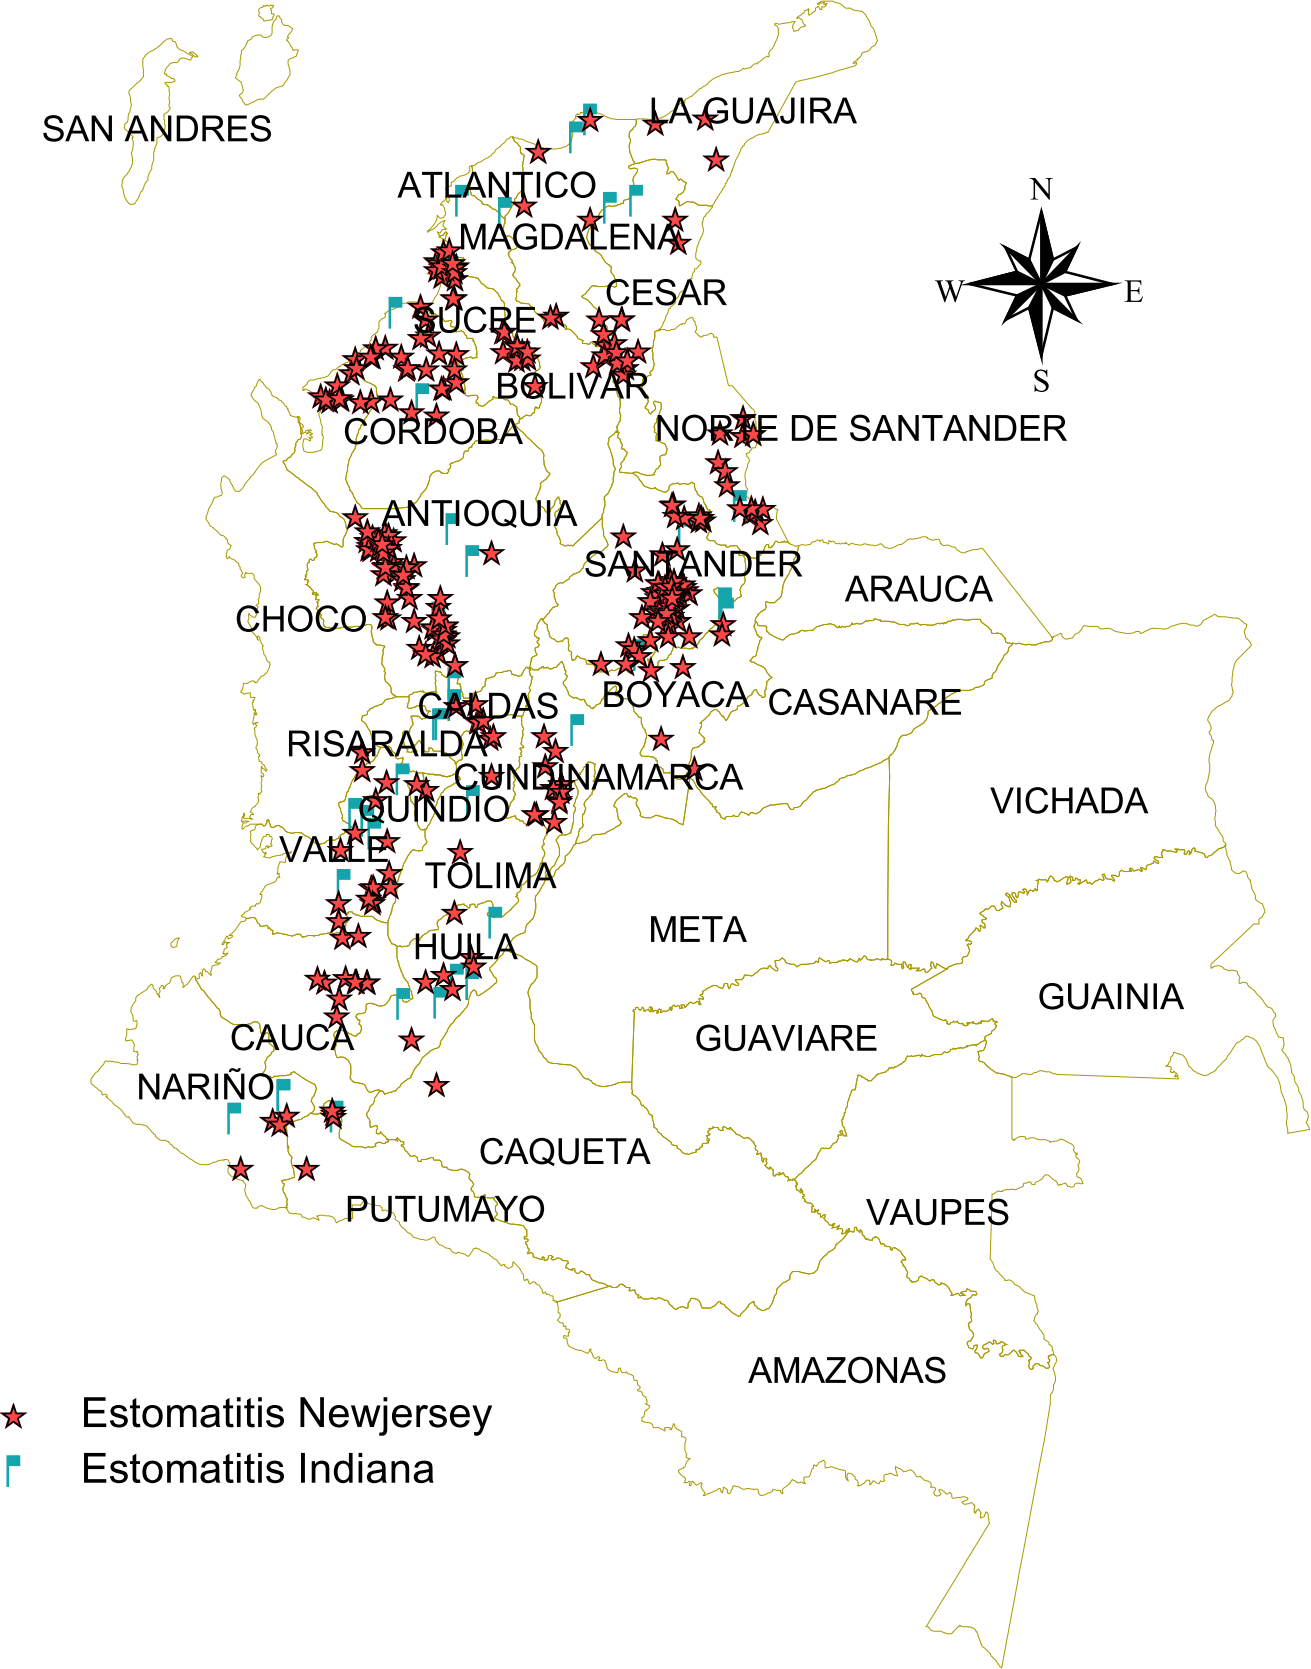 LA GUAJIRA
SAN ANDRES
ATLANTICO
N
MAGDALENA
W
E
CESAR
SUCRE
S
BOLIVAR
CORDOBA
NORTE DE SANTANDER
ANTIOQUIA
SANTANDER
ARAUCA
CHOCO
BOYACA
CASANARE
CALDAS
RISARALDA
CUNDINAMARCA
VICHADA
QUINDIO
VALLE
TOLIMA
META
HUILA
GUAINIA
CAUCA
GUAVIARE
NARIÑO
CAQUETA
PUTUMAYO
VAUPES
AMAZONAS
Estomatitis Newjersey
Estomatitis Indiana